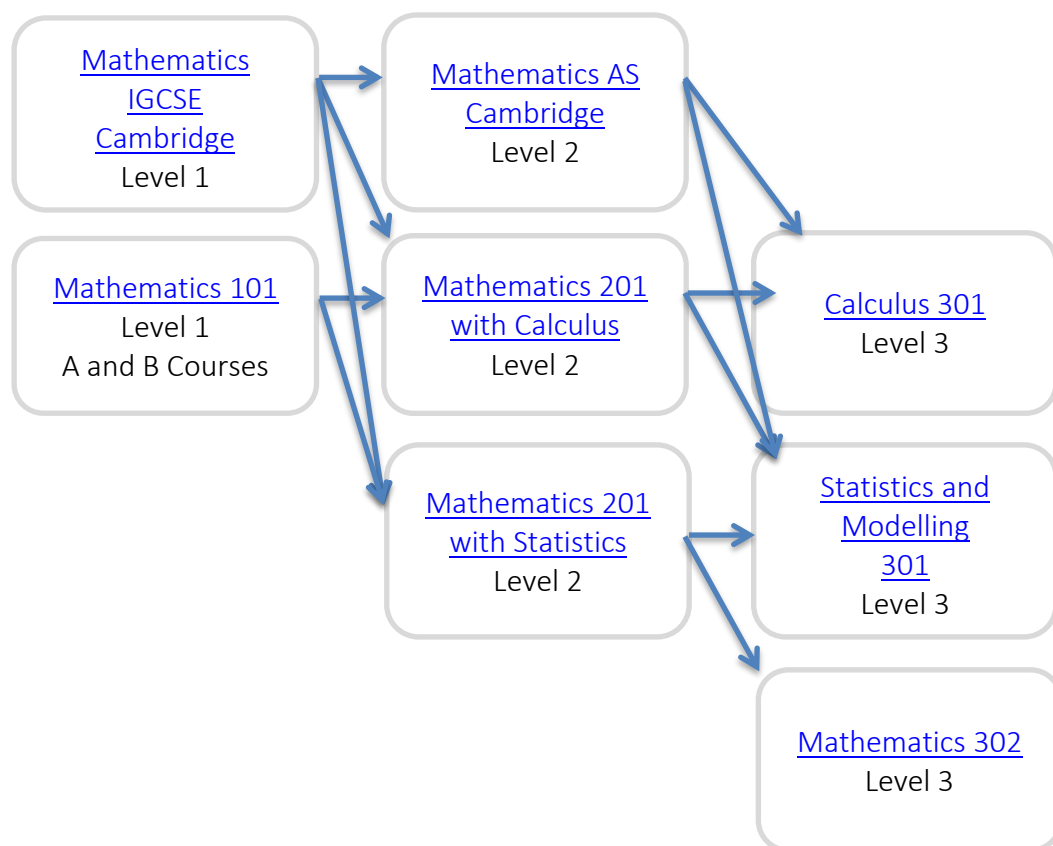 Mathematics
IGCSE
Cambridge
Level 1
Mathematics AS
Cambridge
Level 2
Mathematics 101
Level 1
A and B Courses
Mathematics 201
with Calculus
Level 2
Calculus 301
Level 3
Mathematics 201
with Statistics
Level 2
Statistics and
Modelling
301
Level 3
Mathematics 302
Level 3